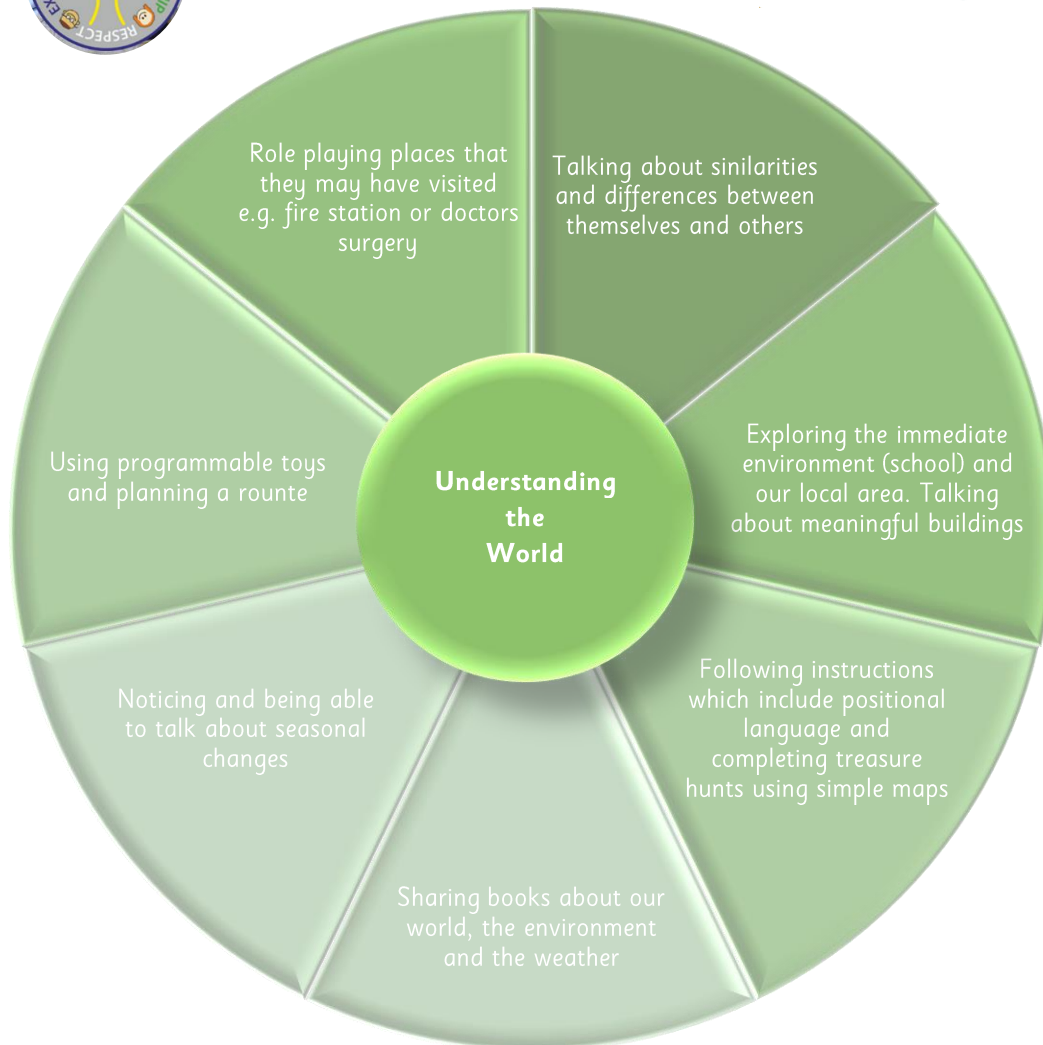 RESPECT
EX
IP
Role playing places that
they may have visited
e.g. fire station or doctors
surgery
Talking about sinilarities
and differences between
themselves and others
Exploring the immediate
environment (school) and
our local area. Talking
about meaningful buildings
Following instructions
which include positional
language and
completing treasure
hunts using simple maps
Sharing books about our
world, the environment
and the weather
Noticing and being able
to talk about seasonal
changes
Using programmable toys
and planning a rounte
Understanding
the
World